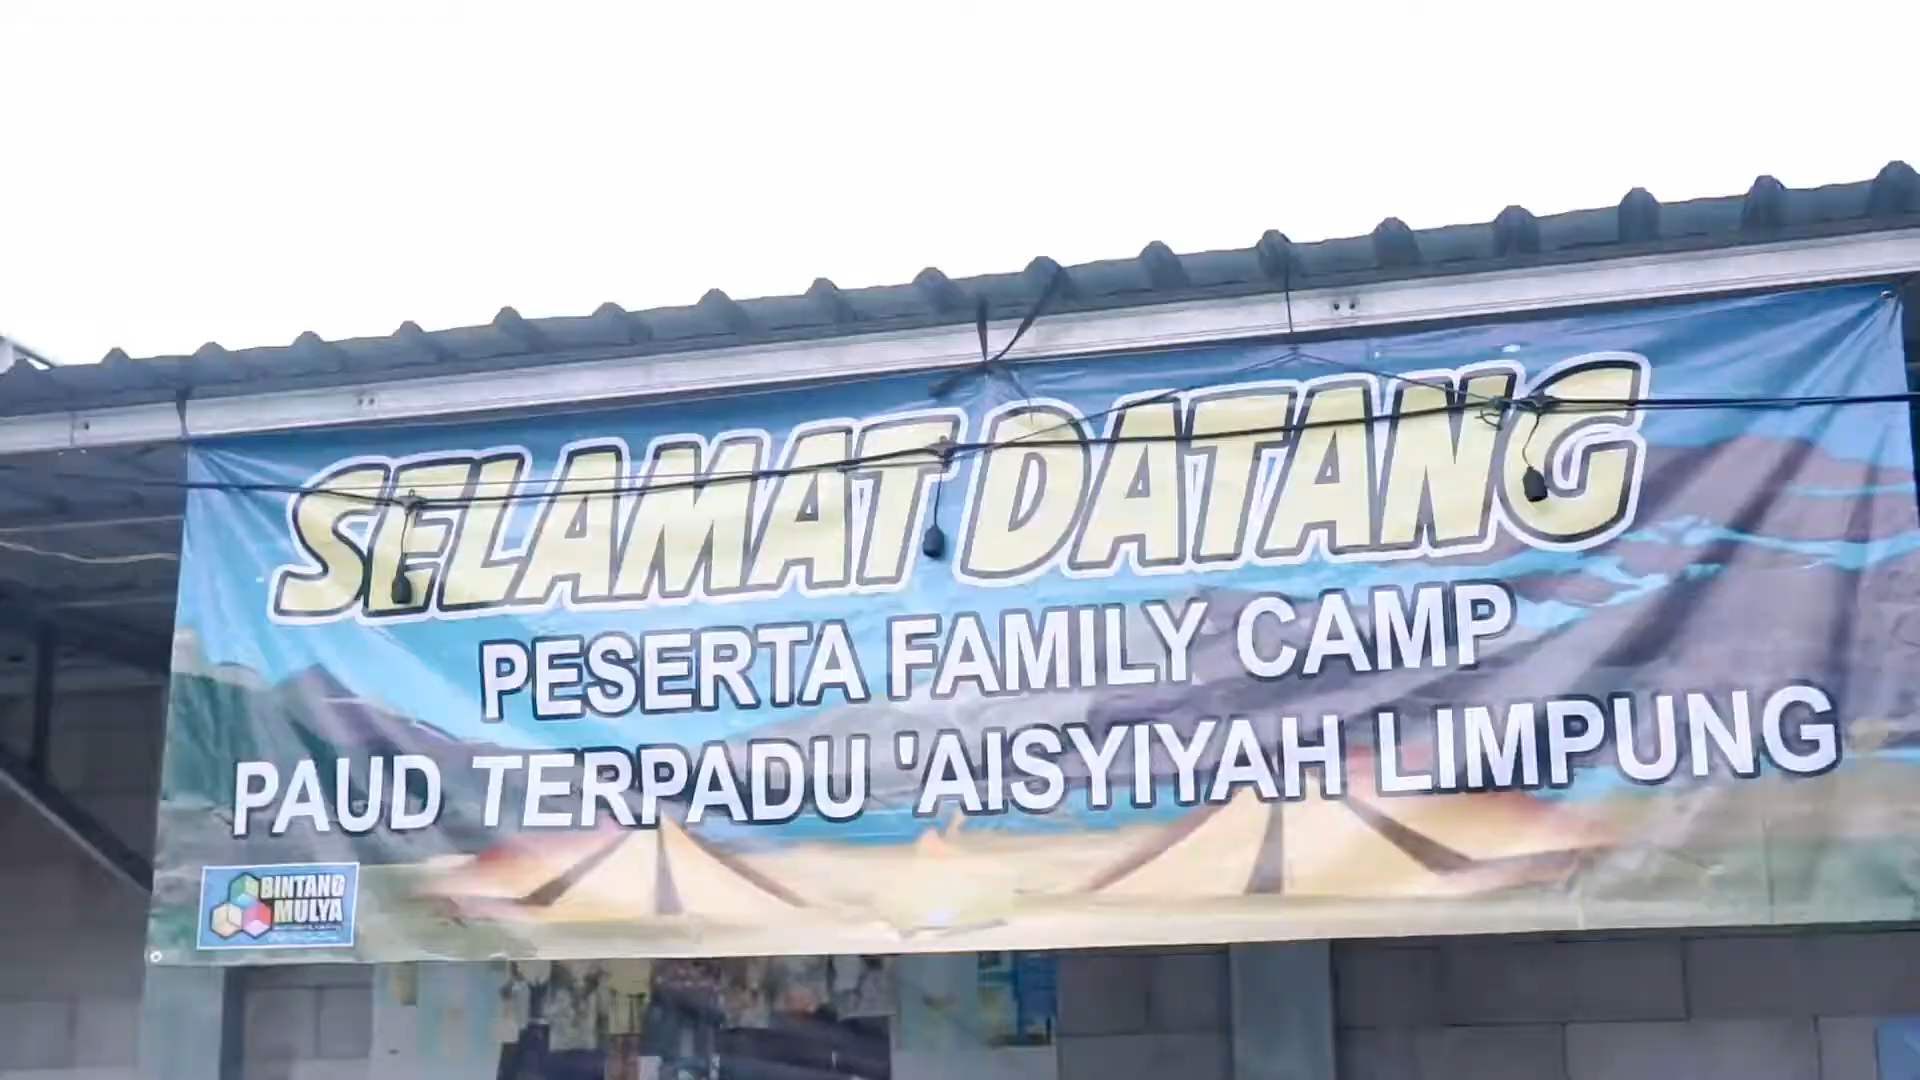 SELAMAT DATANG
PESERTA FAMILY CAMP
PAUD TERPADU 'AISYIYAH LIMPUNG
BINTANG
MULYA